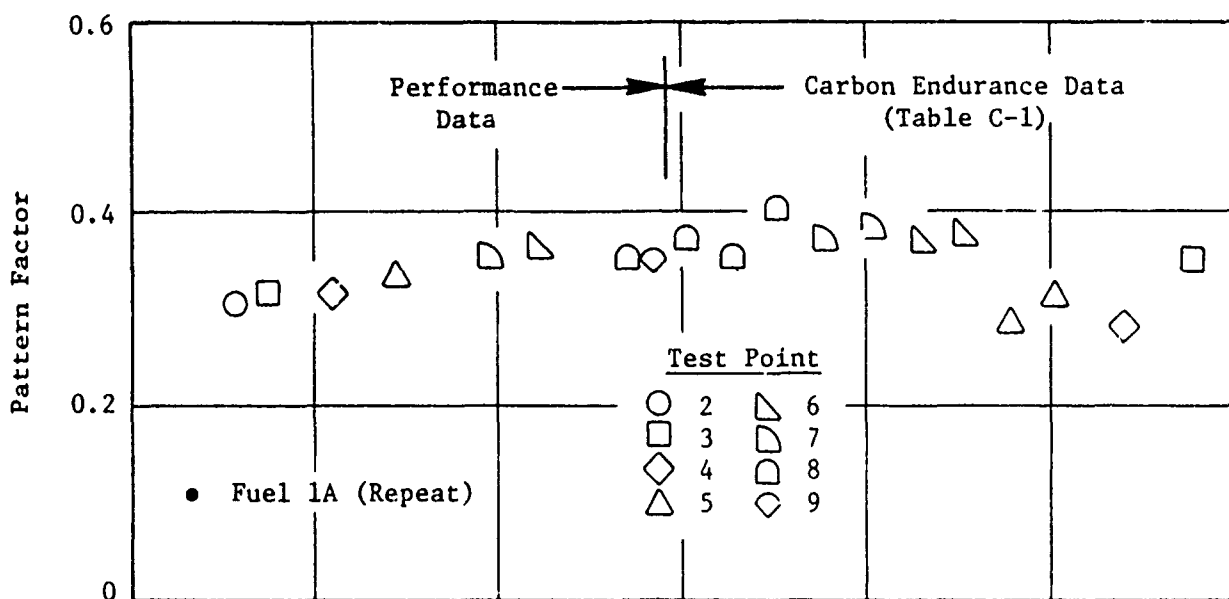 0.6
Performance
Data
Carbon Endurance Data
(Table C-1)
0.4
Pattern Factor
0.2
Test Point
2 6
3 7
4 8
5 9
• Fuel 1A (Repeat)
0